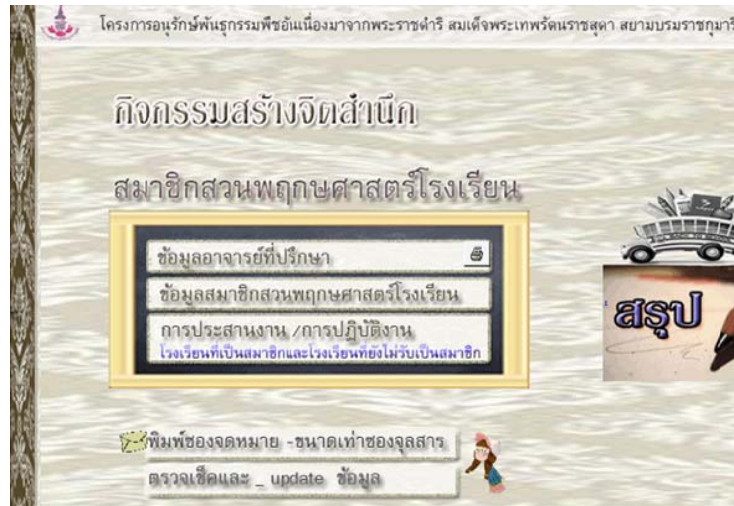 โครงการอนุรักษ์พันธุกรรมพืชอันเนื่องมาจากพระราชดำริ สมเด็จพระเทพรัตนราชสุดา สยามบรมราชกุมารี
กิจกรรมสร้างจิตสำนึก
สมาชิกสวนพฤกษศาสตร์โรงเรียน
ข้อมูลอาจารย์ที่ปรึกษา
ข้อมูลสมาชิกสวนพฤกษศาสตร์โรงเรียน
การประสานงาน /การปฏิบัติงาน
โรงเรียนที่เป็นสมาชิกและโรงเรียนที่ยังไม่รับเป็นสมาชิก
สรุป
พิมพ์ซองจดหมาย -ขนาดเท่าซองจุลสาร
ตรวจเช็คและ _ update ข้อมูล